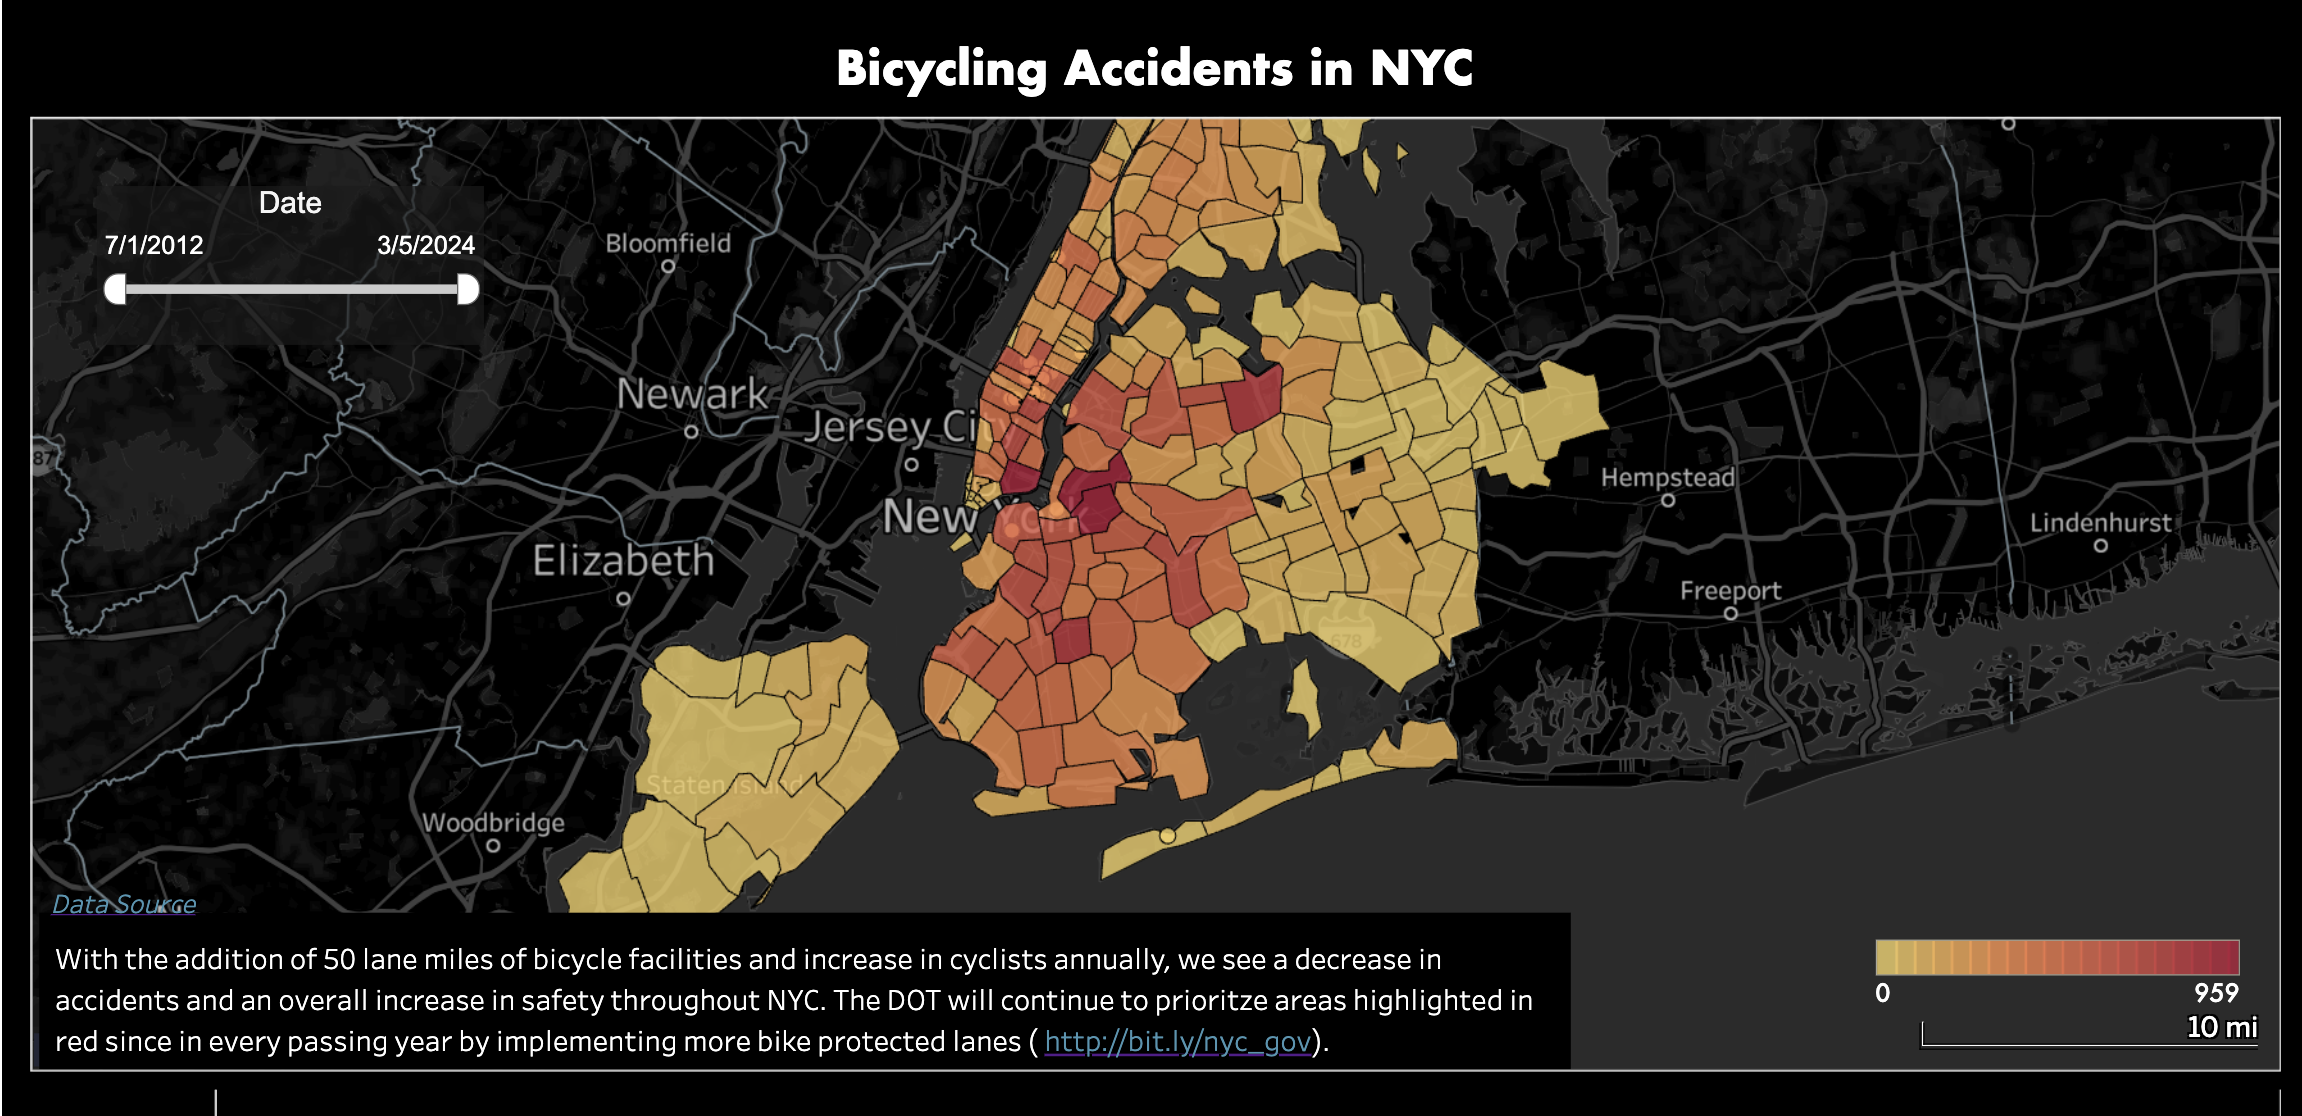 Bicycling Accidents in NYC
Date
7/1/2012
3/5/2024
Bloomfield
Newark
Jersey Ci
87
Hempstead
New York
Lindenhurst
Elizabeth
Freeport
678
Staten Island
Woodbridge
Data Source
With the addition of 50 lane miles of bicycle facilities and increase in cyclists annually, we see a decrease in
accidents and an overall increase in safety throughout NYC. The DOT will continue to prioritze areas highlighted in
red since in every passing year by implementing more bike protected lanes ( http://bit.ly/nyc_gov).
0
959
10 mi